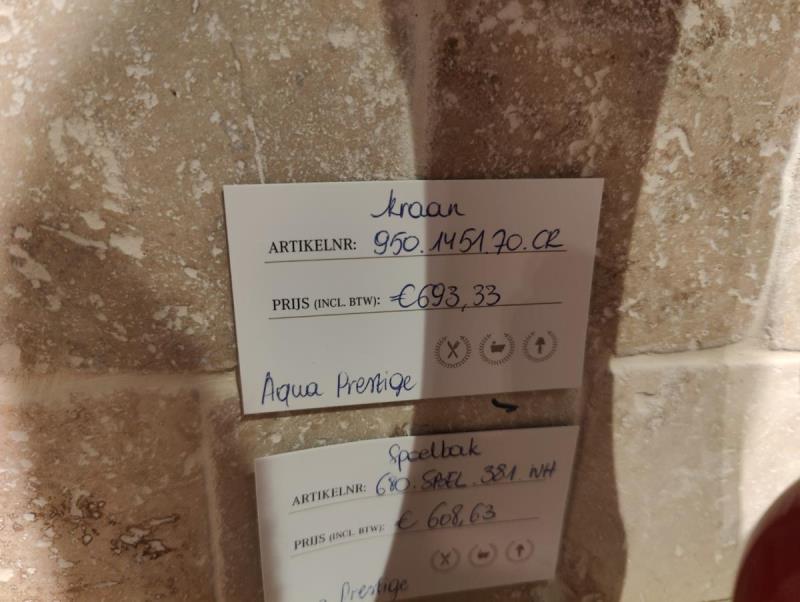 kraan
ARTIKELNR: 950.1451.70.CR
PRIJS (INCL. BTW): €693,33
Aqua Prestige
Spoelbak
ARTIKELNR: 680.SBEL.381.WH
PRIJS (INCL. BTW): € 608,63
Prestige